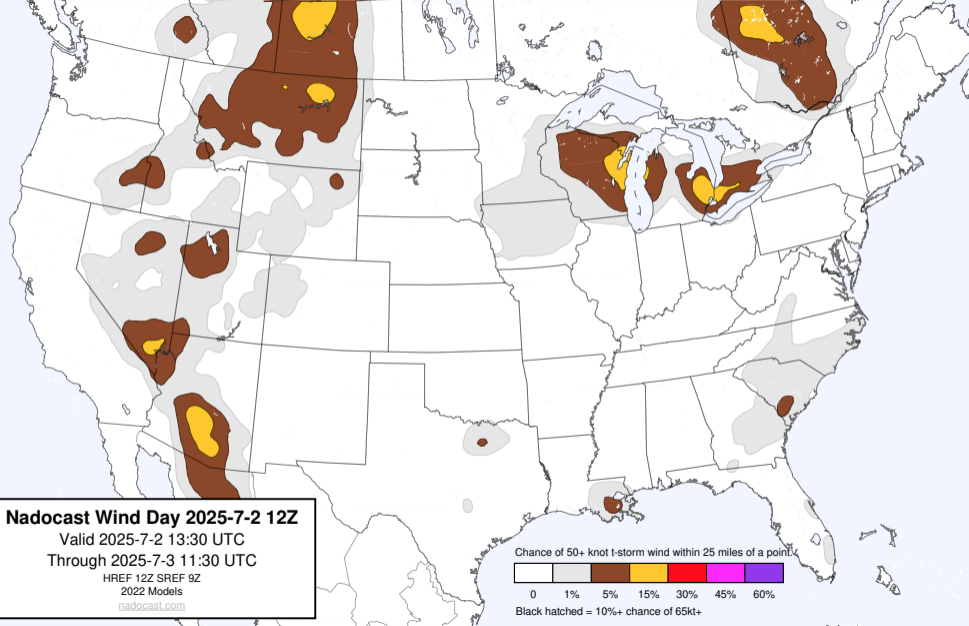 Nadocast Wind Day 2025-7-2 12Z
Valid 2025-7-2 13:30 UTC
Through 2025-7-3 11:30 UTC
HREF 12Z SREF 9Z
2022 Models
nadocast.com
Chance of 50+ knot t-storm wind within 25 miles of a point.
0 1% 5% 15% 30% 45% 60%
Black hatched = 10%+ chance of 65kt+